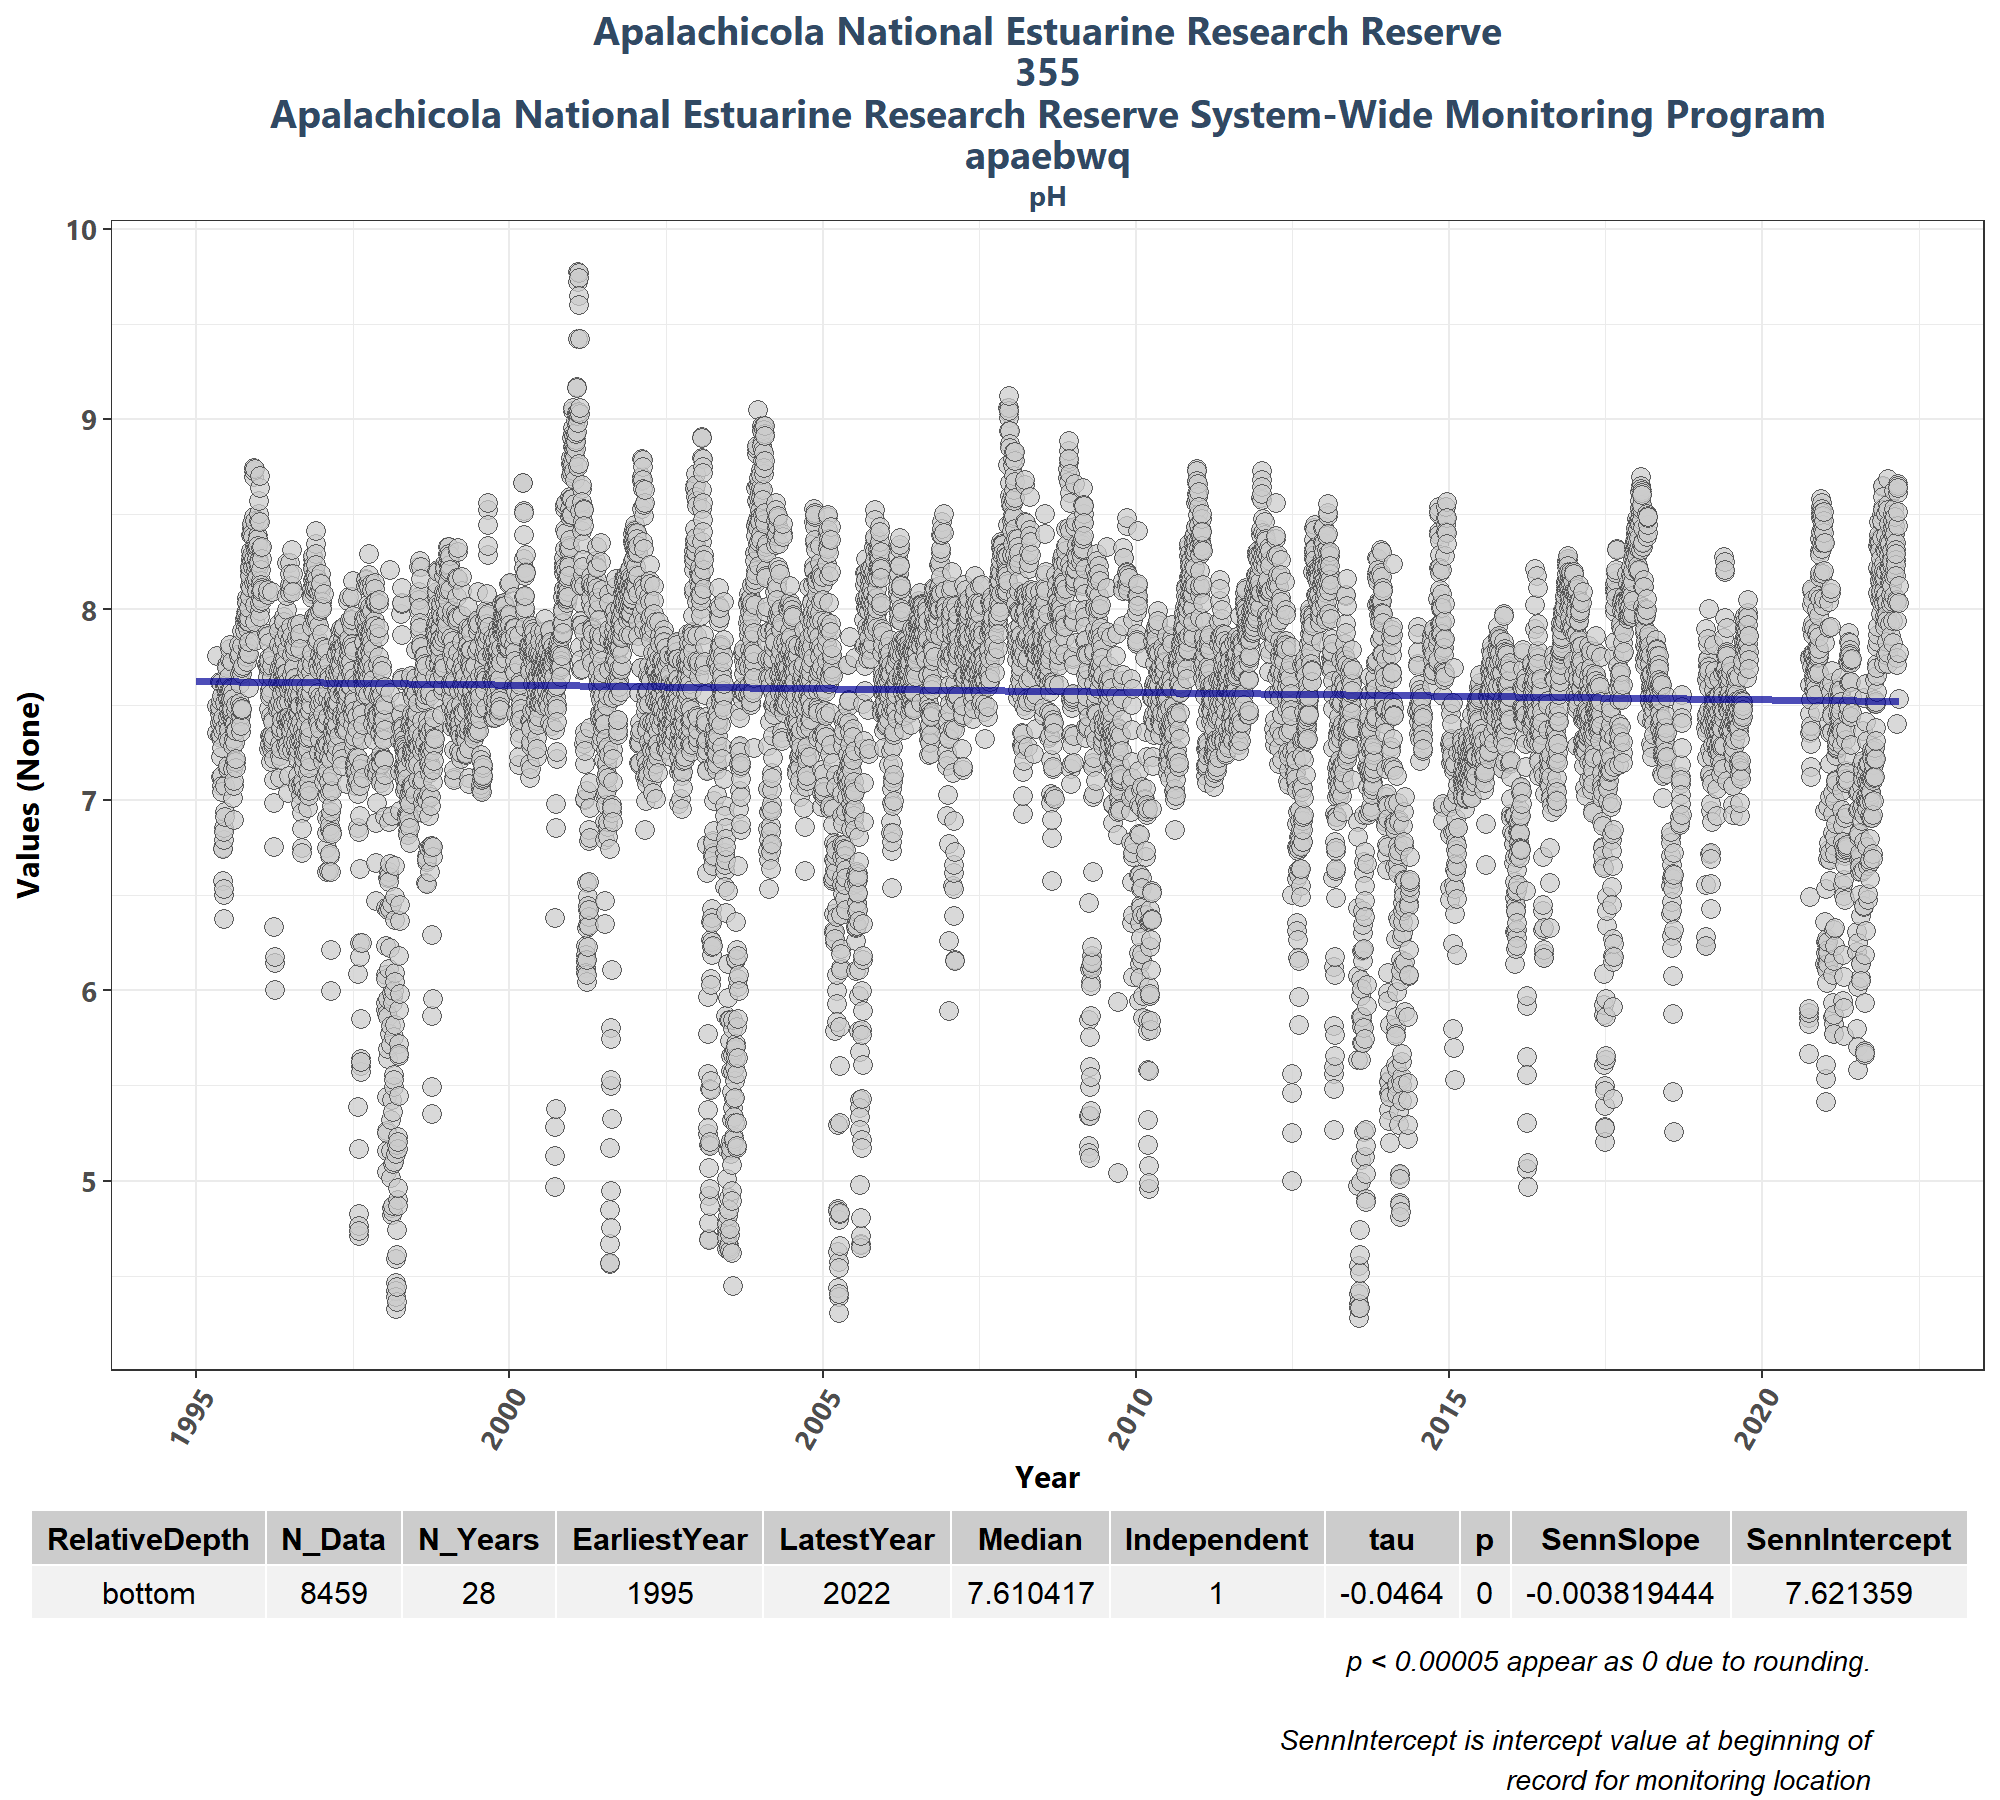 Apalachicola National Estuarine Research Reserve
355
Apalachicola National Estuarine Research Reserve System-Wide Monitoring Program
apaebwq
pH
10
9
8
7
6
5
Values (None)
1995
2000
2005
2010
2015
2020
Year
RelativeDepth N_Data N_Years EarliestYear LatestYear Median Independent tau p SennSlope SennIntercept
bottom 8459 28 1995 2022 7.610417 1 -0.0464 0 -0.003819444 7.621359
p < 0.00005 appear as 0 due to rounding.
SennIntercept is intercept value at beginning of
record for monitoring location